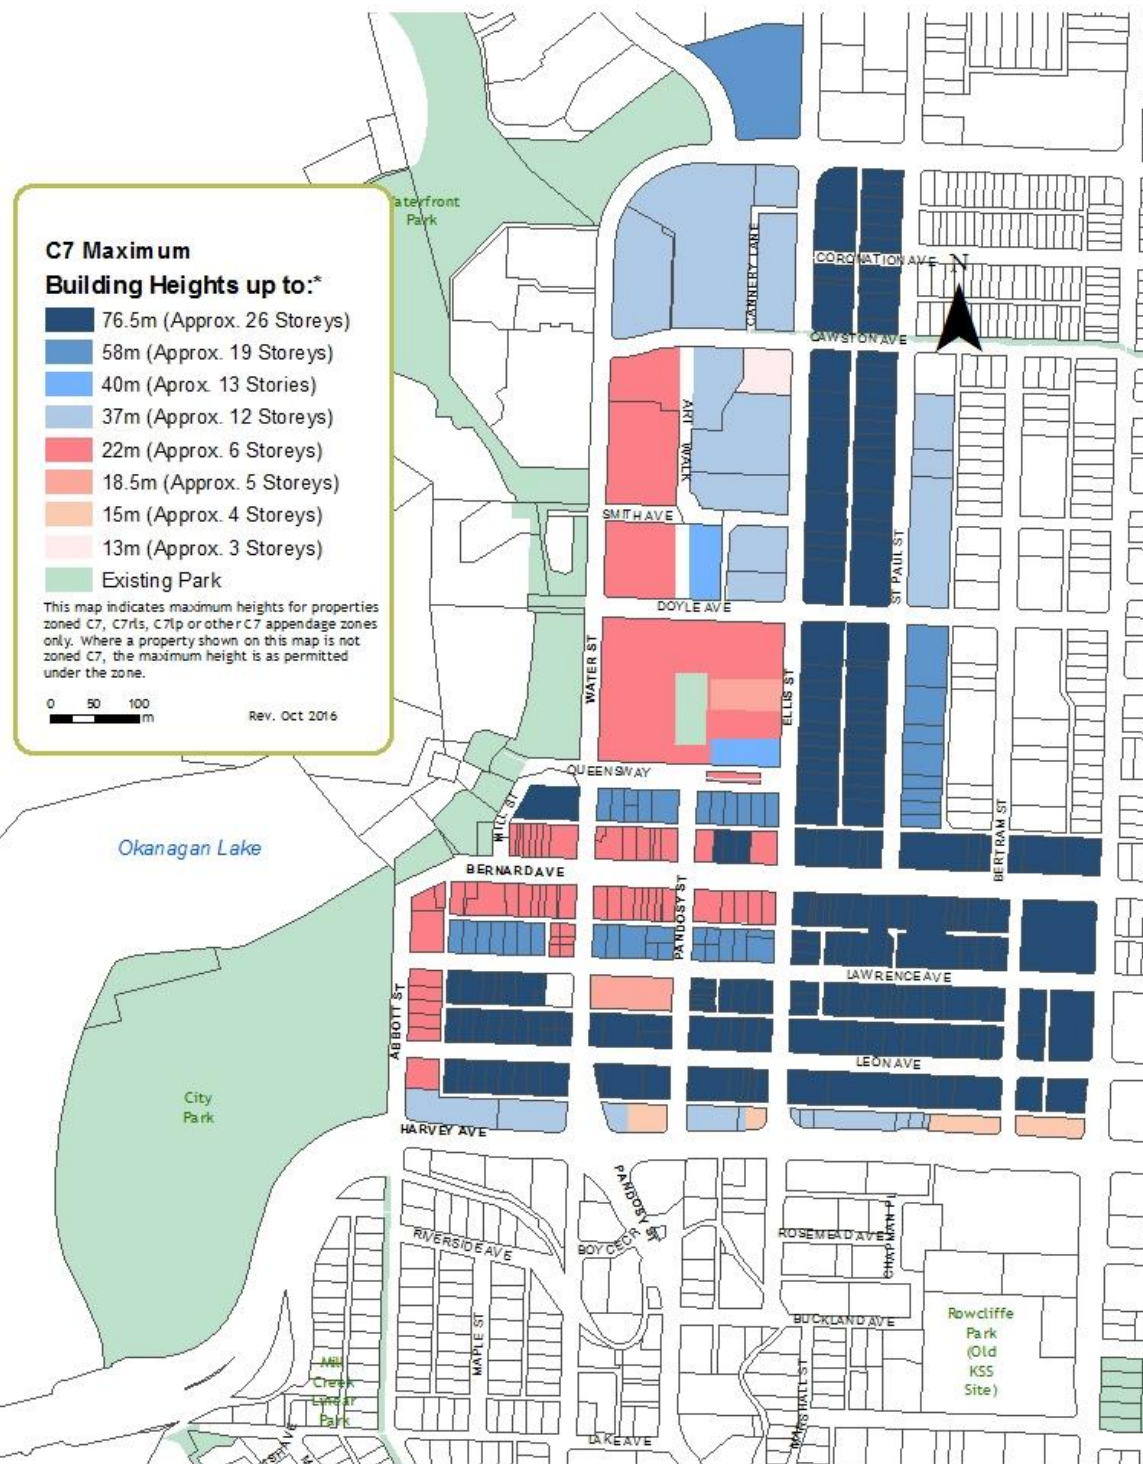 aterfront
Park
C7 Maximum
Building Heights up to:*
76.5m (Approx. 26 Storeys)
58m (Approx. 19 Storeys)
40m (Aprox. 13 Stories)
37m (Approx. 12 Storeys)
22m (Approx. 6 Storeys)
18.5m (Approx. 5 Storeys)
15m (Approx. 4 Storeys)
13m (Approx. 3 Storeys)
Existing Park
This map indicates maximum heights for properties
zoned C7, C7rls, C7lp or other C7 appendage zones
only. Where a property shown on this map is not
zoned C7, the maximum height is as permitted
under the zone.
0 50 100
m
Rev. Oct 2016
CANNERY LANE
CORONATION AVE
N
CAWSTON AVE
ART WALK
SMITH AVE
ST PAUL ST
DOYLE AVE
WATER ST
ELLIS ST
QUEENSWAY
MILL ST
BERTRAM ST
Okanagan Lake
BERNARD AVE
PANDOSY ST
LAWRENCE AVE
ABBOTT ST
LEON AVE
City
Park
HARVEY AVE
PANDOSY ST
RIVERSIDE AVE
BOYCE CR
ROSEMEAD AVE
CHAPMAN PL
BUCKLAND AVE
Rowcliffe
Park
(Old
KSS
Site)
MAPLE ST
MARSHALL ST
Mill
Creek
Linear
Park
LAKE AVE